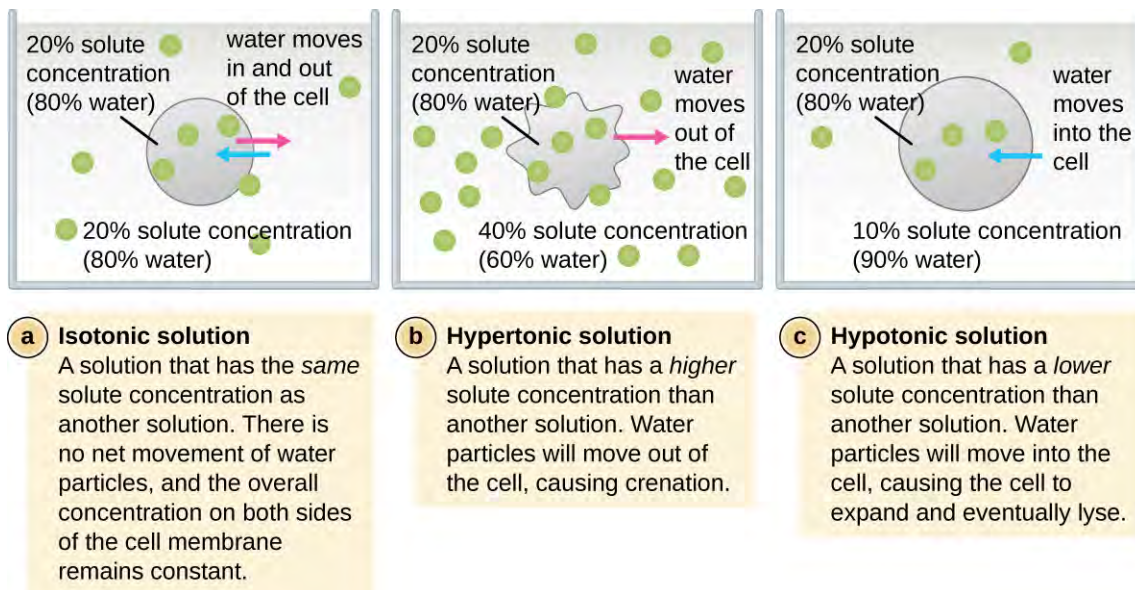 20% solute
concentration
(80% water)
water moves
in and out
of the cell
20% solute concentration
(80% water)
20% solute
concentration
(80% water)
water
moves
out of
the cell
40% solute concentration
(60% water)
20% solute
concentration
(80% water)
water
moves
into the
cell
10% solute concentration
(90% water)
a Isotonic solution
A solution that has the same
solute concentration as
another solution. There is
no net movement of water
particles, and the overall
concentration on both sides
of the cell membrane
remains constant.
b Hypertonic solution
A solution that has a higher
solute concentration than
another solution. Water
particles will move out of
the cell, causing crenation.
c Hypotonic solution
A solution that has a lower
solute concentration than
another solution. Water
particles will move into the
cell, causing the cell to
expand and eventually lyse.